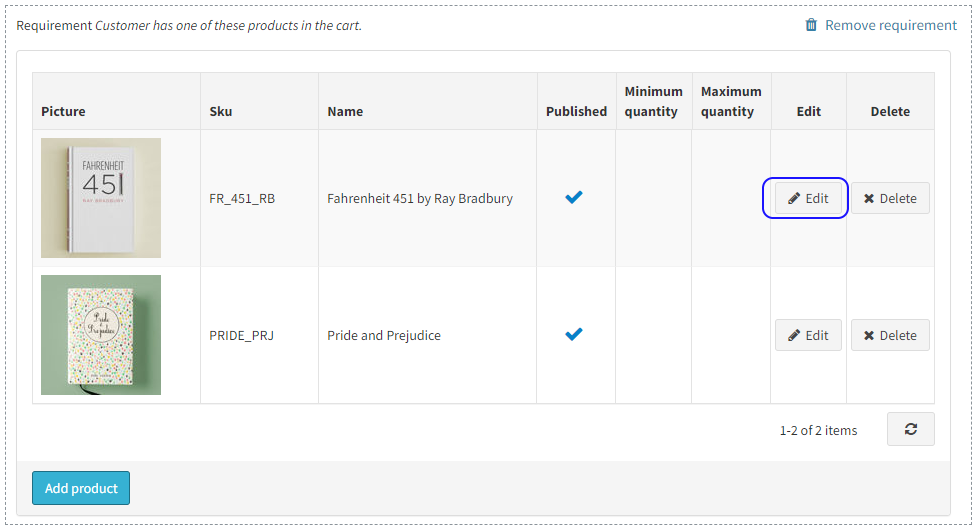 Requirement Customer has one of these products in the cart.
Remove requirement
Picture Sku Name Published Minimum quantity Maximum quantity Edit Delete
FAHRENHEIT
451
RAY BRADBURY
FR_451_RB Fahrenheit 451 by Ray Bradbury Edit Delete
Pride
&
Prejudice
PRIDE_PRJ Pride and Prejudice Edit Delete
1-2 of 2 items
Add product